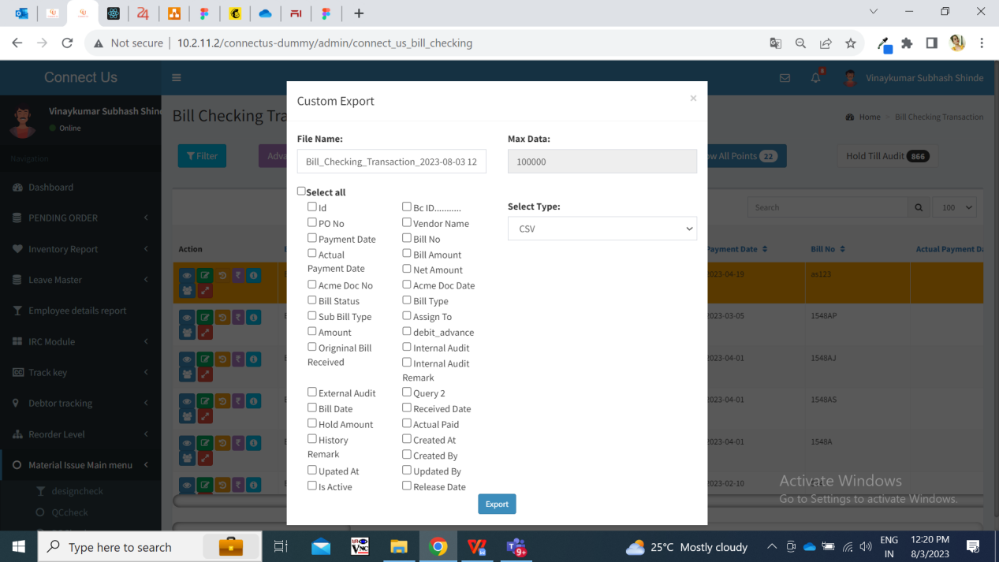 Not secure
10.2.11.2/connectus-dummy/admin/connect_us_bill_checking
Connect Us
8
Vinaykumar Subhash Shinde
Vinaykumar Subhash Shin
Online
Navigation
Dashboard
PENDING ORDER
Inventory Report
Leave Master
Employee details report
IRC Module
Track key
Debtor tracking
Reorder Level
Material Issue Main menu
designcheck
QCcheck
Bill Checking Tra
Home > Bill Checking Transaction
Filter
Adva
w All Points 22
Hold Till Audit 866
Search
100
Action
Payment Date
Bill No
Actual Payment Da
2023-04-19
as123
2023-03-05
1548AP
2023-04-01
1548AJ
2023-04-01
1548AS
2023-04-01
1548A
2023-02-10
Custom Export
×
File Name:
Max Data:
Bill_Checking_Transaction_2023-08-03 12
100000
Select all
Id
Bc ID...........
PO No
Vendor Name
Payment Date
Bill No
Actual
Payment Date
Bill Amount
Net Amount
Acme Doc No
Acme Doc Date
Bill Status
Bill Type
Sub Bill Type
Assign To
Amount
debit_advance
Origninal Bill
Received
Internal Audit
Internal Audit
Remark
External Audit
Query 2
Bill Date
Received Date
Hold Amount
Actual Paid
History
Remark
Created At
Created By
Upated At
Updated By
Is Active
Release Date
Select Type:
CSV
Export
Activate Windows
Go to Settings to activate Windows.
Type here to search
9+
25°C Mostly cloudy
ENG
IN
12:20 PM
8/3/2023